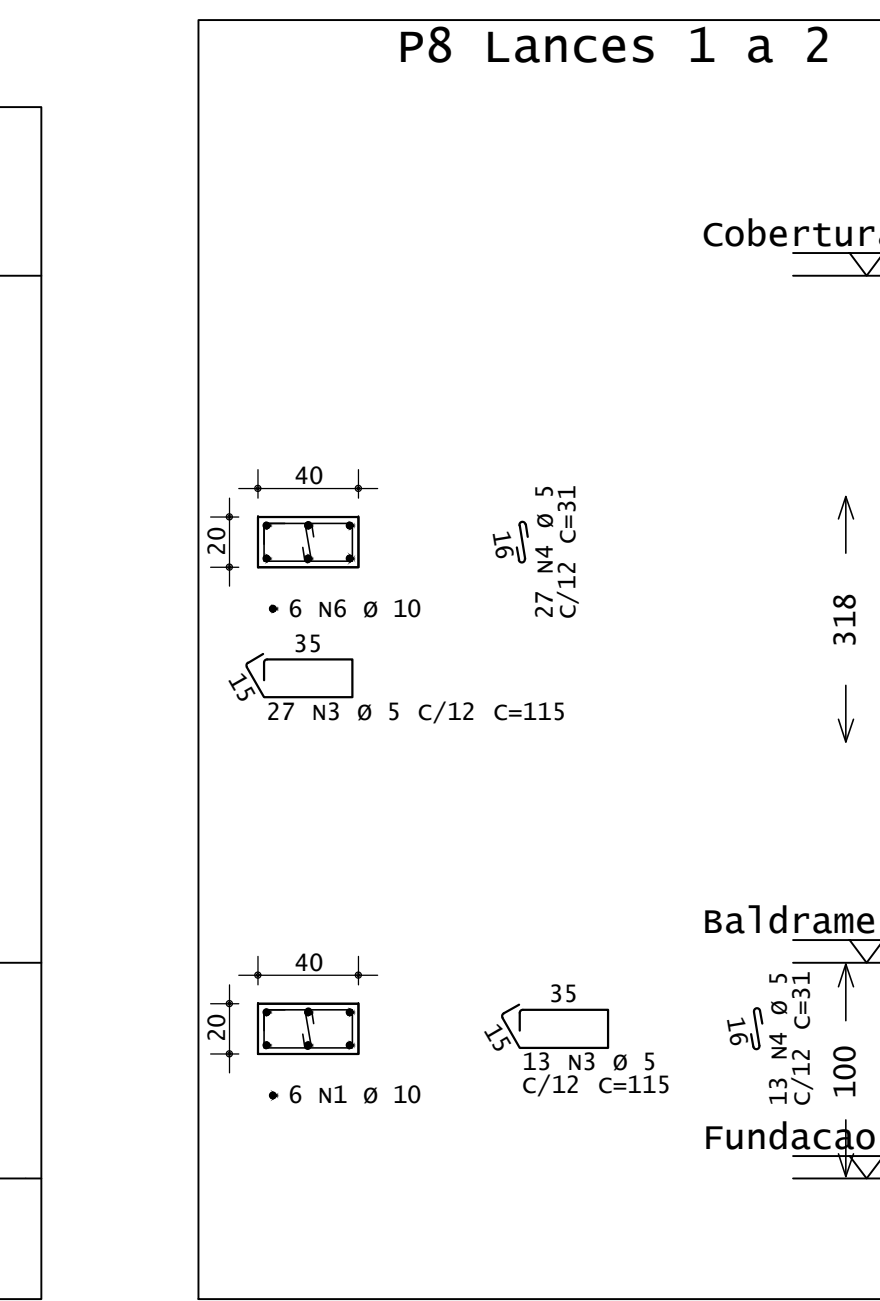 P8 Lances 1 a 2
Cobertura
40
20
6 N6 Ø 10
16
27 N4 Ø 5
C/12 C=31
318
35
15
27 N3 Ø 5 C/12 C=115
Baldrame
40
20
6 N1 Ø 10
35
15
13 N3 Ø 5
C/12 C=115
16
13 N4 Ø 5
C/12 C=31
100
Fundacao